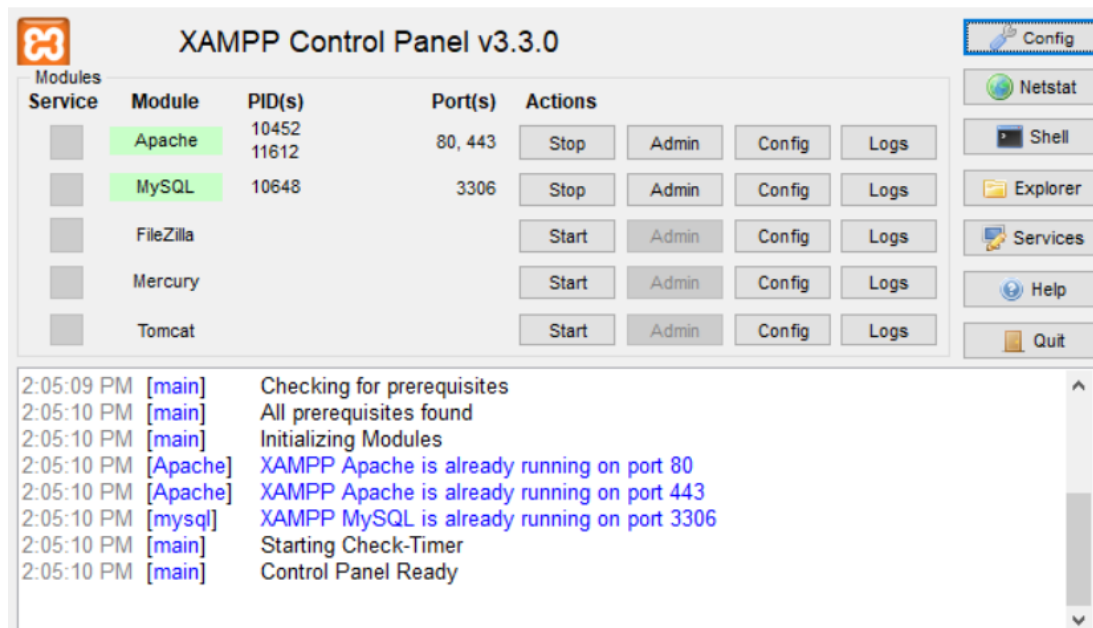 XAMPP Control Panel v3.3.0
Config
Modules
Netstat
Service Module PID(s) Port(s) Actions
Apache 10452 11612 80, 443 Stop Admin Config Logs
Shell
MySQL 10648 3306 Stop Admin Config Logs
Explorer
FileZilla Start Admin Config Logs
Services
Mercury Start Admin Config Logs
Help
Tomcat Start Admin Config Logs
Quit
2:05:09 PM [main] Checking for prerequisites
2:05:10 PM [main] All prerequisites found
2:05:10 PM [main] Initializing Modules
2:05:10 PM [Apache] XAMPP Apache is already running on port 80
2:05:10 PM [Apache] XAMPP Apache is already running on port 443
2:05:10 PM [mysql] XAMPP MySQL is already running on port 3306
2:05:10 PM [main] Starting Check-Timer
2:05:10 PM [main] Control Panel Ready